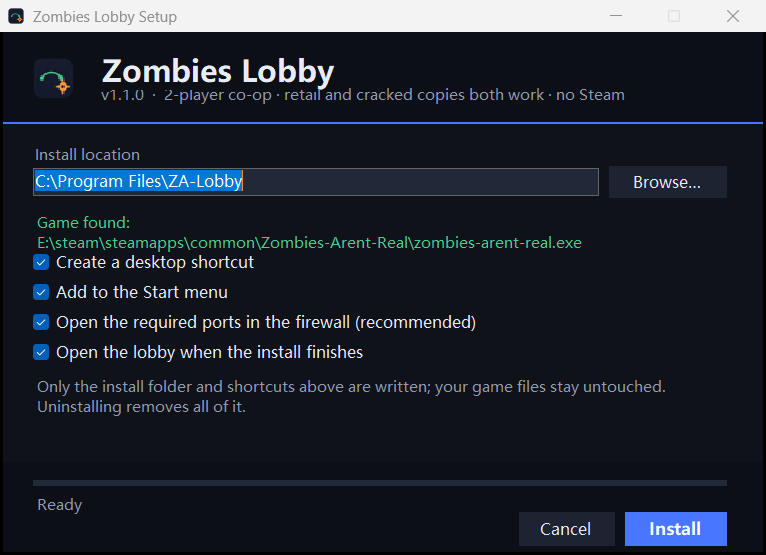 Zombies Lobby Setup
Zombies Lobby
v1.1.0 · 2-player co-op · retail and cracked copies both work · no Steam
Install location
C:\Program Files\ZA-Lobby
Browse...
Game found:
E:\steam\steamapps\common\Zombies-Arent-Real\zombies-arent-real.exe
Create a desktop shortcut
Add to the Start menu
Open the required ports in the firewall (recommended)
Open the lobby when the install finishes
Only the install folder and shortcuts above are written; your game files stay untouched.
Uninstalling removes all of it.
Ready
Cancel
Install